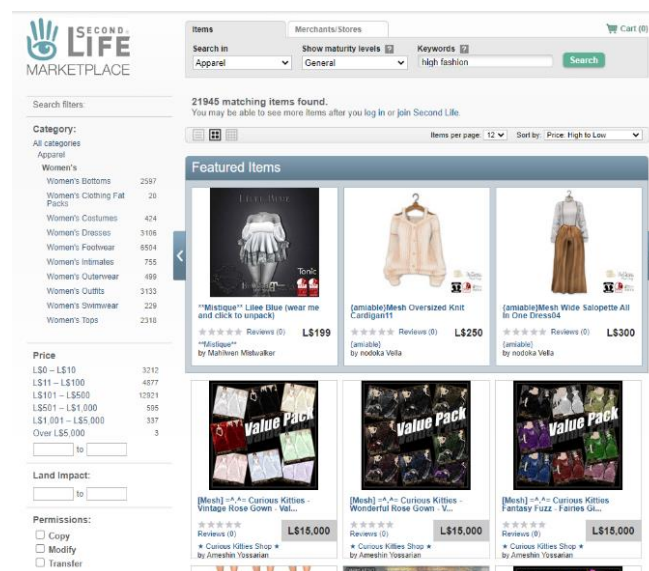 SECOND
LIFE
MARKETPLACE
Items
Merchants/Stores
Cart (0)
Search in
Show maturity levels ?
Keywords ?
Apparel
General
high fashion
Search
Search filters:
21945 matching items found.
You may be able to see more items after you log in or join Second Life.
Items per page: 12
Sort by: Price: High to Low
Category:
All categories
Apparel
Women's
Women's Bottoms 2597
Women's Clothing Fat Packs 20
Women's Costumes 424
Women's Dresses 3106
Women's Footwear 6504
Women's Intimates 755
Women's Outerwear 499
Women's Outfits 3133
Women's Swimwear 229
Women's Tops 2318
Price
L$0 – L$10 3212
L$11 – L$100 4877
L$101 – L$500 12921
L$501 – L$1,000 595
L$1,001 – L$5,000 337
Over L$5,000 3
to
Land Impact:
to
Permissions:
Copy
Modify
Transfer
Featured Items
Tonic
**Mistique** Lilee Blue (wear me
and click to unpack)
Reviews (0) L$199
**Mistique**
by Mahilwen Mistwalker
{amiable}Mesh Oversized Knit
Cardigan11
Reviews (0) L$250
{amiable}
by nodoka Vella
{amiable}Mesh Wide Salopette All
In One Dress04
Reviews (0) L$300
{amiable}
by nodoka Vella
Value Pack
[Mesh] =^.^= Curious Kitties -
Vintage Rose Gown - Val...
Reviews (0) L$15,000
★ Curious Kitties Shop ★
by Ameshin Yossarian
Value Pack
[Mesh] =^.^= Curious Kitties -
Wonderful Rose Gown - V...
Reviews (0) L$15,000
★ Curious Kitties Shop ★
by Ameshin Yossarian
Value Pack
[Mesh] =^.^= Curious Kitties
Fantasy Fuzz - Fairies Gi...
Reviews (0) L$15,000
★ Curious Kitties Shop ★
by Ameshin Yossarian